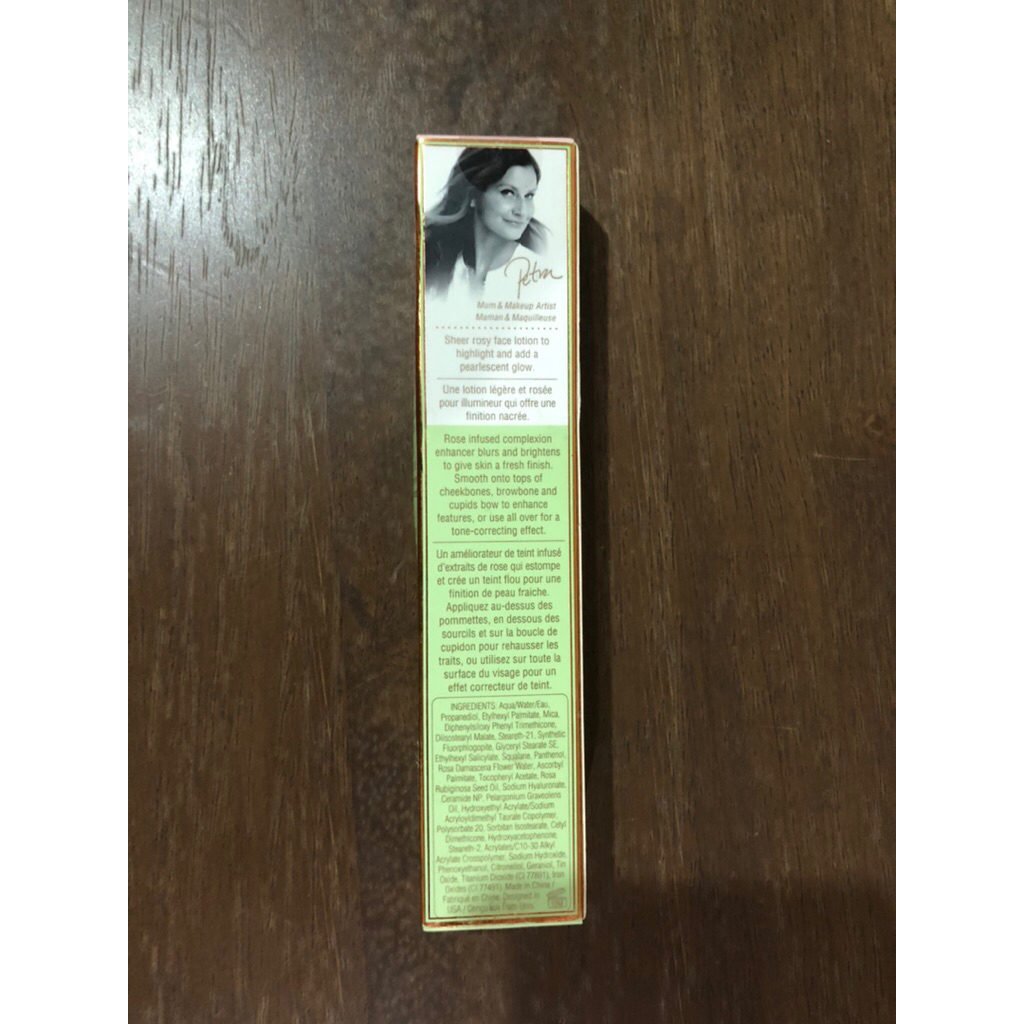 Petra
Mum & Makeup Artist
Maman & Maquilleuse
Sheer rosy face lotion to
highlight and add a
pearlescent glow.
Une lotion légère et rosée
pour illumineur qui offre une
finition nacrée.
Rose infused complexion
enhancer blurs and brightens
to give skin a fresh finish.
Smooth onto tops of
cheekbones, browbone and
cupids bow to enhance
features, or use all over for a
tone-correcting effect.
Un améliorateur de teint infusé
d'extraits de rose qui estompe
et crée un teint flou pour une
finition de peau fraiche.
Appliquez au-dessus des
pommettes, en dessous des
sourcils et sur la boucle de
cupidon pour rehausser les
traits, ou utilisez sur toute la
surface du visage pour un
effet correcteur de teint.
INGREDIENTS: Aqua/Water/Eau,
Propanediol, Etylhexyl Palmitate, Mica,
Diphenylsiloxy Phenyl Trimethicone,
Diisostearyl Malate, Steareth-21, Synthetic
Fluorphlogopite, Glyceryl Stearate SE,
Ethylhexyl Salicylate, Squalane, Panthenol,
Rosa Damascena Flower Water, Ascorbyl
Palmitate, Tocopheryl Acetate, Rosa
Rubiginosa Seed Oil, Sodium Hyaluronate,
Ceramide NP, Pelargonium Graveolens
Oil, Hydroxyethyl Acrylate/Sodium
Acryloyldimethyl Taurate Copolymer,
Polysorbate 20, Sorbitan Isostearate, Cetyl
Dimethicone, Hydroxyacetophenone,
Steareth-2, Acrylates/C10-30 Alkyl
Acrylate Crosspolymer, Sodium Hydroxide,
Phenoxyethanol, Citronellol, Geraniol, Tin
Oxide, Titanium Dioxide (CI 77891), Iron
Oxides (CI 77491). Made in China /
Fabriqué en Chine. Designed in
USA / Conçu aux États-Unis.